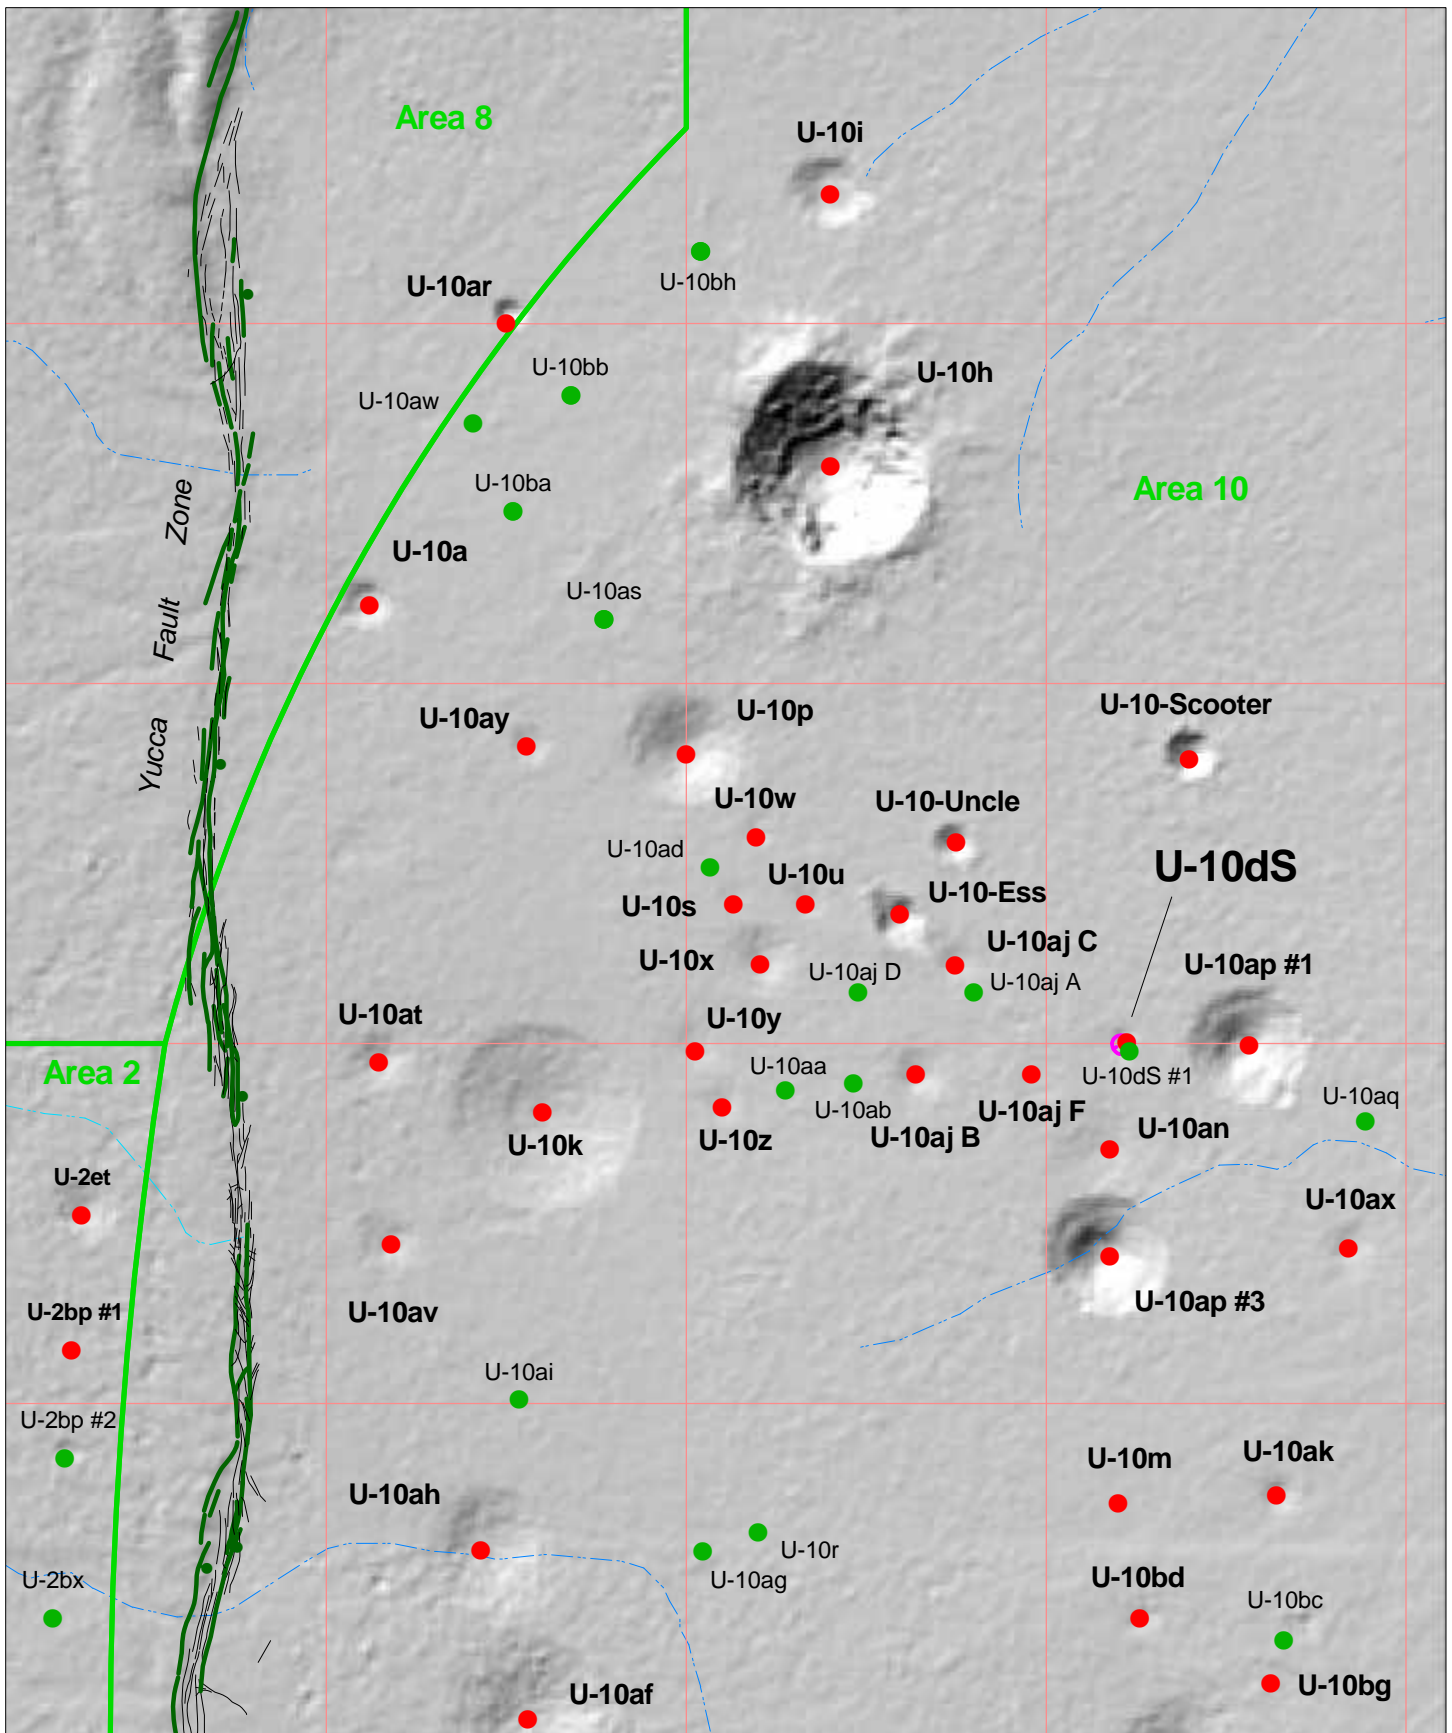 Area 8
U-10i
U-10bh
U-10ar
U-10bb
U-10h
U-10aw
Area 10
U-10ba
Zone
U-10a
U-10as
Fault
U-10ay
U-10p
U-10-Scooter
Yucca
U-10w
U-10-Uncle
U-10ad
U-10dS
U-10u
U-10s
U-10-Ess
U-10x
U-10aj C
U-10ap #1
U-10aj D
U-10aj A
U-10at
U-10y
Area 2
U-10aa
U-10dS #1
U-10aq
U-10ab
U-10aj F
U-10an
U-10k
U-10z
U-10aj B
U-2et
U-10ax
U-2bp #1
U-10av
U-10ap #3
U-10ai
U-2bp #2
U-10m
U-10ak
U-10ah
U-10r
U-2bx
U-10ag
U-10bd
U-10bc
U-10af
U-10bg